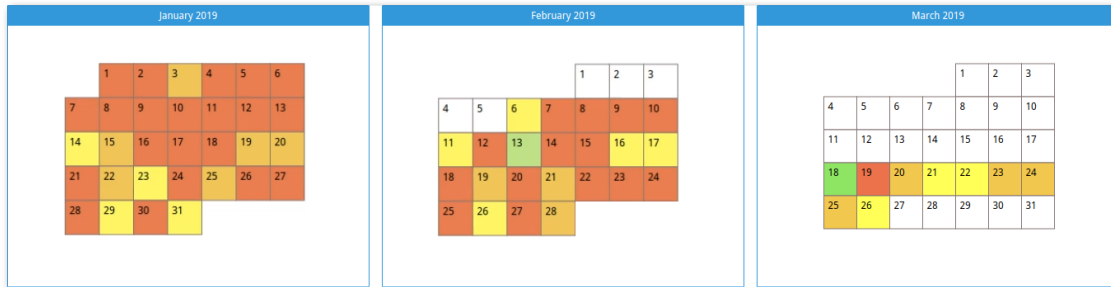 January 2019
1 2 3 4 5 6
7 8 9 10 11 12 13
14 15 16 17 18 19 20
21 22 23 24 25 26 27
28 29 30 31
February 2019
1 2 3
4 5 6 7 8 9 10
11 12 13 14 15 16 17
18 19 20 21 22 23 24
25 26 27 28
March 2019
1 2 3
4 5 6 7 8 9 10
11 12 13 14 15 16 17
18 19 20 21 22 23 24
25 26 27 28 29 30 31